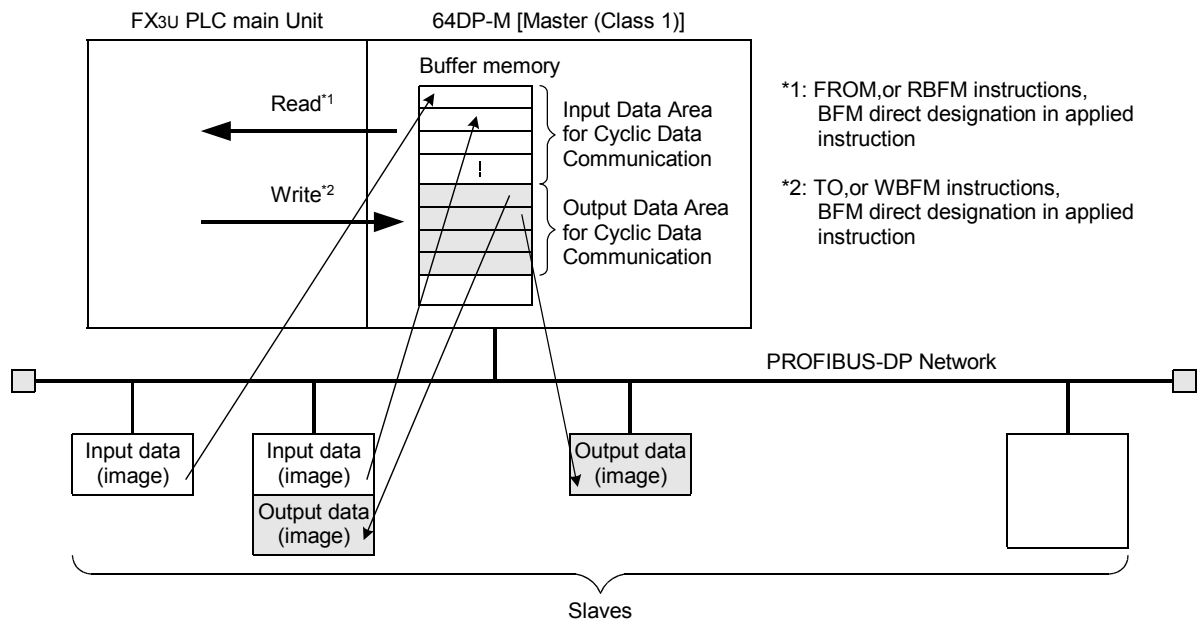 FX3U PLC main Unit
64DP-M [Master (Class 1)]
Buffer memory
Read*1
Write*2
Input Data Area
for Cyclic Data
Communication
Output Data Area
for Cyclic Data
Communication
*1: FROM,or RBFM instructions,
BFM direct designation in applied
instruction
*2: TO,or WBFM instructions,
BFM direct designation in applied
instruction
PROFIBUS-DP Network
Input data
(image)
Input data
(image)
Output data
(image)
Output data
(image)
Slaves